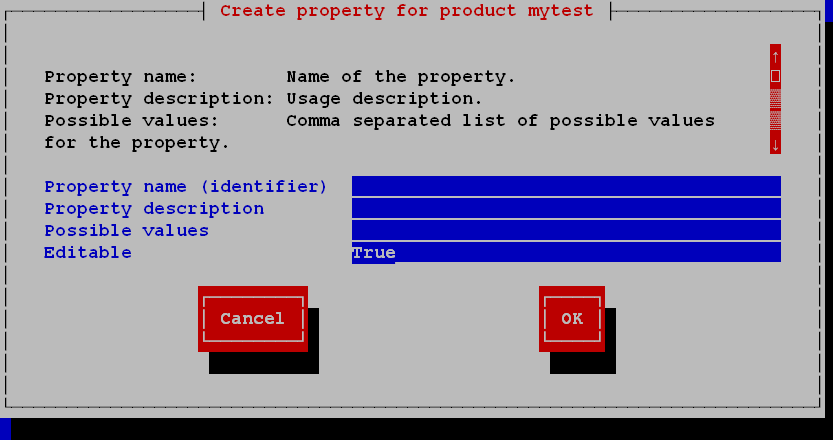 Create property for product mytest
Property name: Name of the property.
Property description: Usage description.
Possible values: Comma separated list of possible values
for the property.
Property name (identifier)
Property description
Possible values
Editable True
Cancel OK